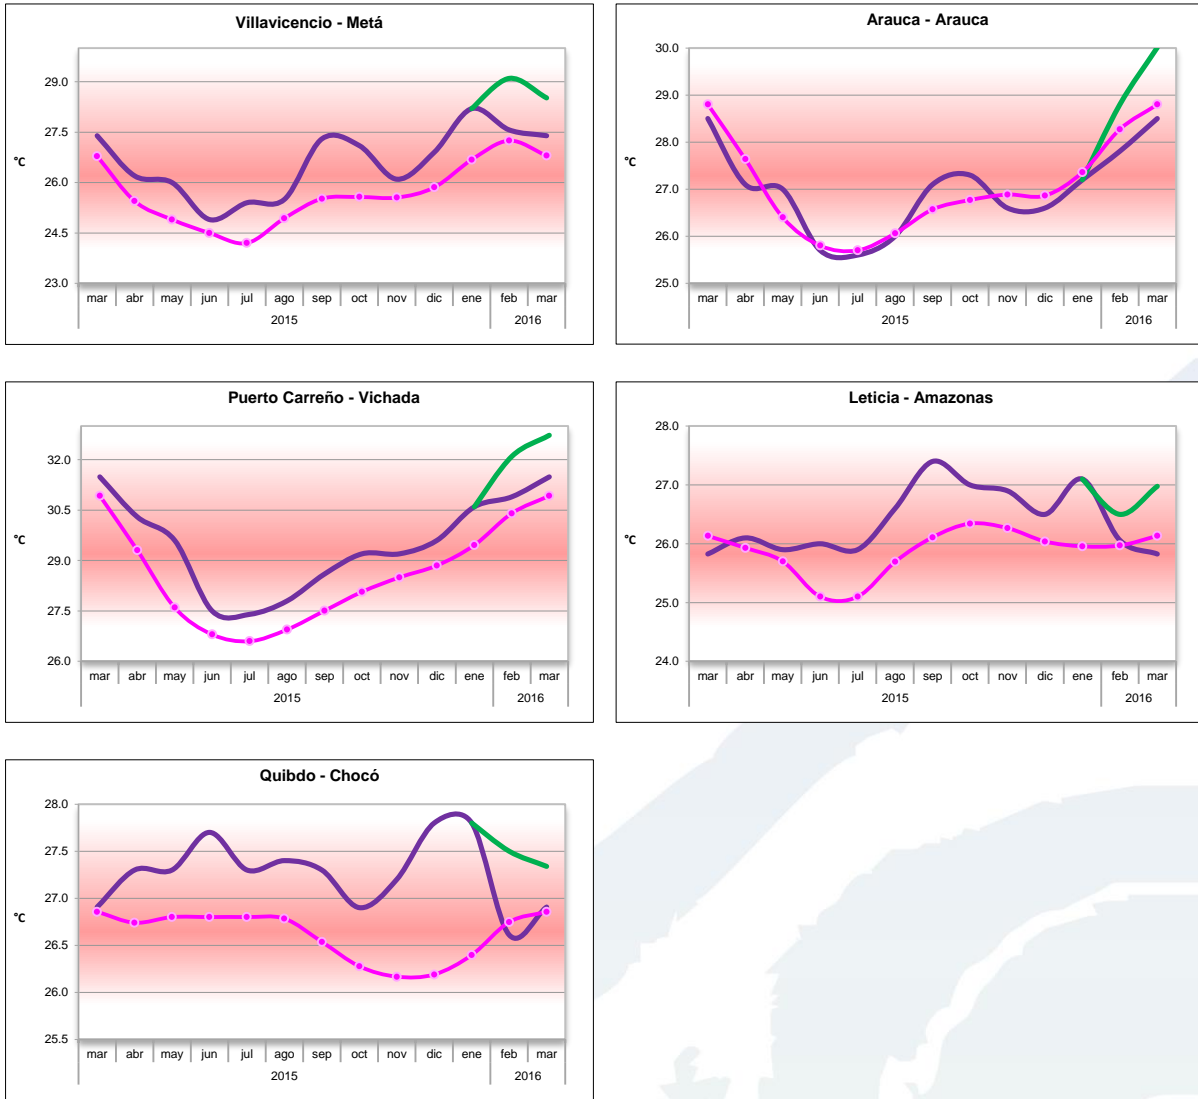 Villavicencio - Metá
29.0
27.5
26.0
24.5
23.0
°C
mar abr may jun jul ago sep oct nov dic ene feb mar
2015 2016
Arauca - Arauca
30.0
29.0
28.0
27.0
26.0
25.0
°C
mar abr may jun jul ago sep oct nov dic ene feb mar
2015 2016
Puerto Carreño - Vichada
32.0
30.5
29.0
27.5
26.0
°C
mar abr may jun jul ago sep oct nov dic ene feb mar
2015 2016
Leticia - Amazonas
28.0
27.0
26.0
25.0
24.0
°C
mar abr may jun jul ago sep oct nov dic ene feb mar
2015 2016
Quibdo - Chocó
28.0
27.5
27.0
26.5
26.0
25.5
°C
mar abr may jun jul ago sep oct nov dic ene feb mar
2015 2016